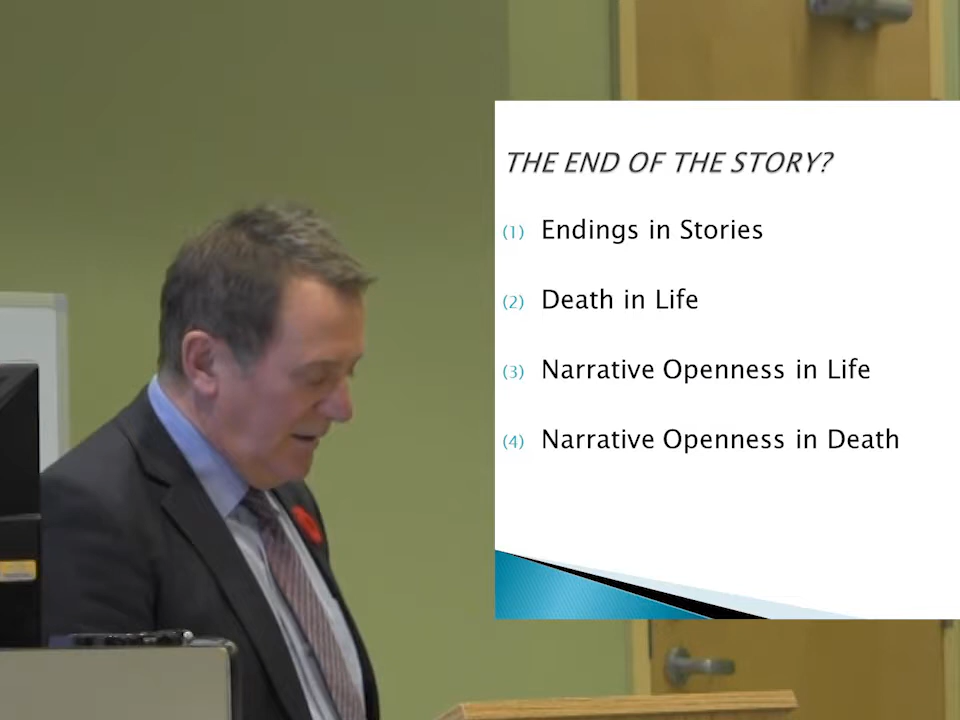 THE END OF THE STORY?
(1) Endings in Stories
(2) Death in Life
(3) Narrative Openness in Life
(4) Narrative Openness in Death